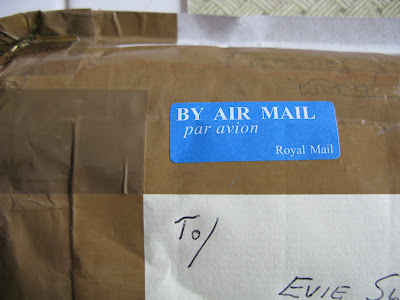 BY AIR MAIL
par avion
Royal Mail
To/
EVIE